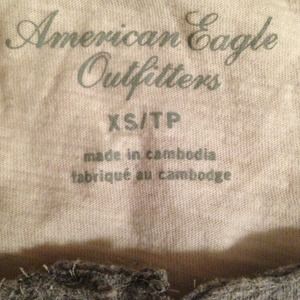 American Eagle
Outfitters
XS/TP
made in cambodia
fabriqué au cambodge